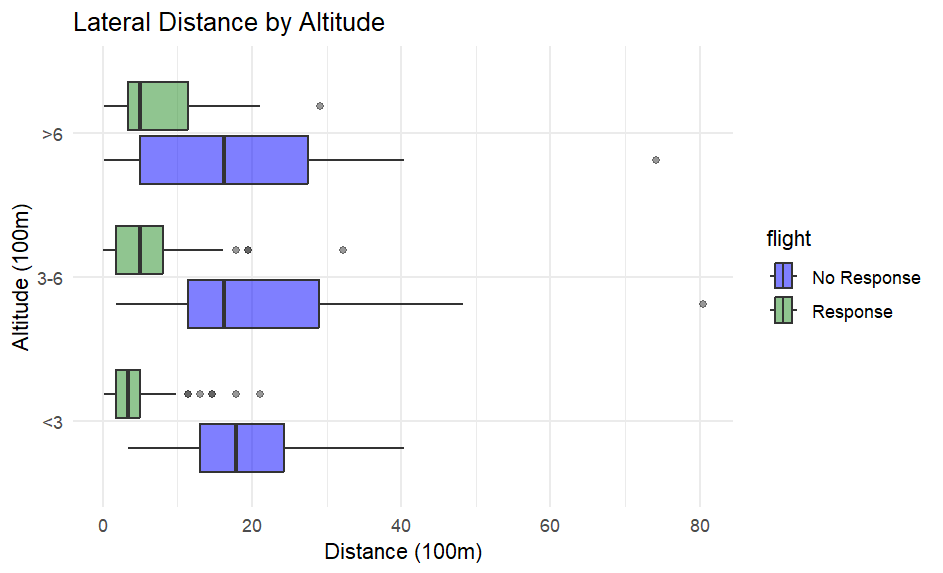 Lateral Distance by Altitude
Altitude (100m)
>6
3-6
<3
0 20 40 60 80
Distance (100m)
flight
No Response
Response